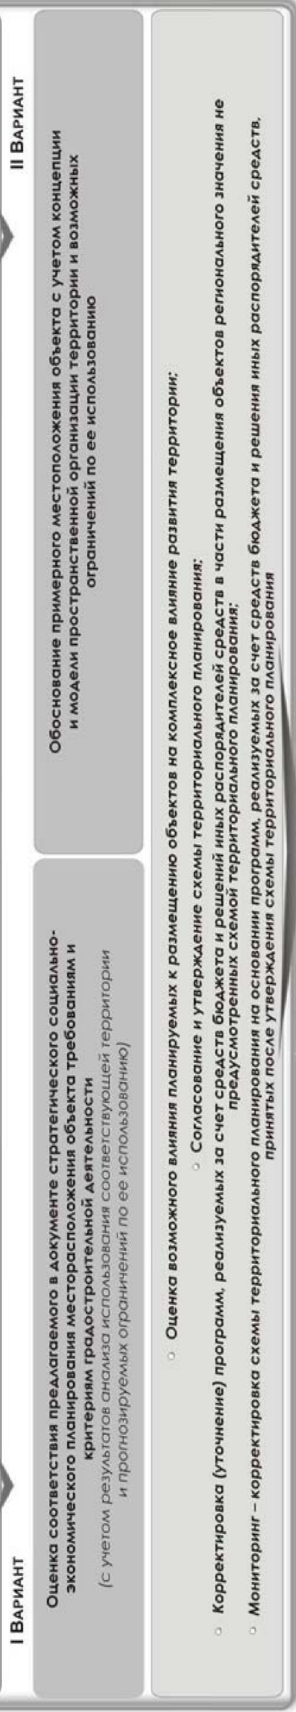 I ВАРИАНТ
II ВАРИАНТ
Оценка соответствия предлагаемого в документе стратегического социально-
экономического планирования месторасположения объекта требованиям и
критериям градостроительной деятельности
(с учетом результатов анализа использования соответствующей территории
и прогнозируемых ограничений по ее использованию)
Обоснование примерного местоположения объекта с учетом концепции
и модели пространственной организации территории и возможных
ограничений по ее использованию
Оценка возможного влияния планируемых к размещению объектов на комплексное влияние развития территории;
Согласование и утверждение схемы территориального планирования;
Корректировка (уточнение) программ, реализуемых за счет средств бюджета и решений иных распорядителей средств в части размещения объектов регионального значения не
предусмотренных схемой территориального планирования;
Мониторинг – корректировка схемы территориального планирования на основании программ, реализуемых за счет средств бюджета и решения иных распорядителей средств,
принятых после утверждения схемы территориального планирования